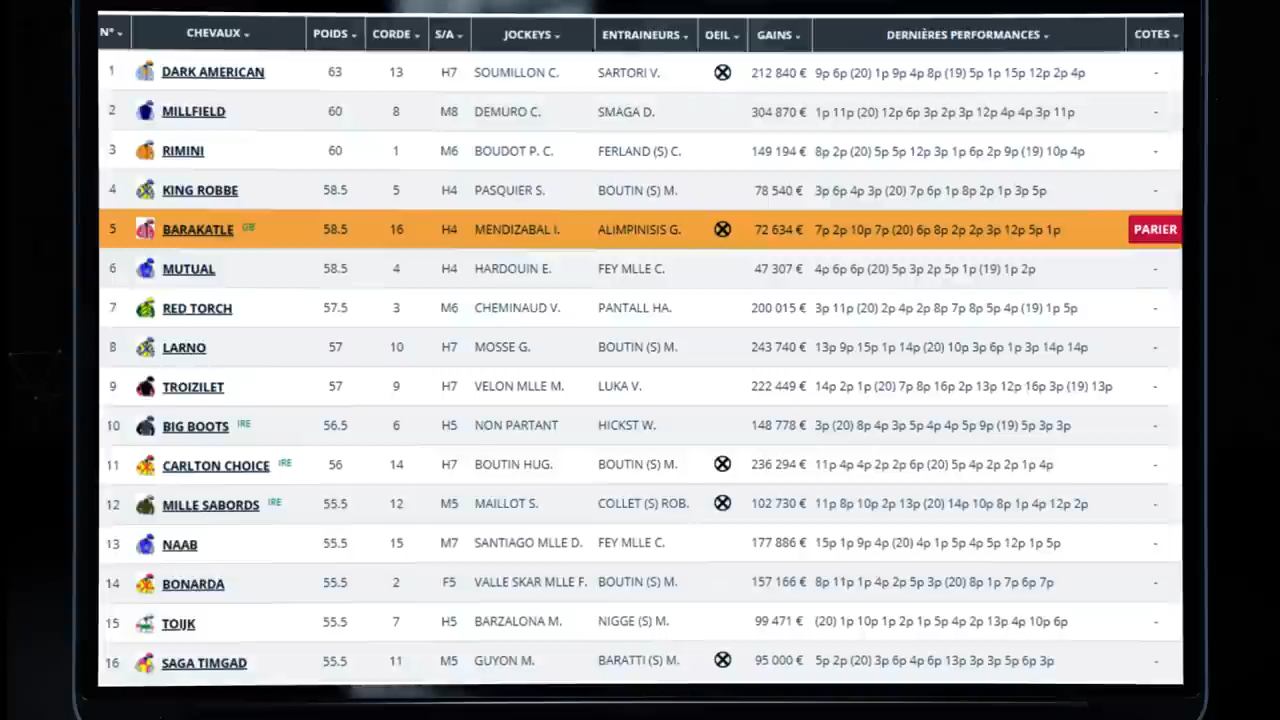 N° CHEVAUX POIDS CORDE S/A JOCKEYS ENTRAINEURS OEIL GAINS DERNIÈRES PERFORMANCES COTES
1 DARK AMERICAN 63 13 H7 SOUMILLON C. SARTORI V. 212 840 € 9p 6p (20) 1p 9p 4p 8p (19) 5p 1p 15p 12p 2p 4p -
2 MILLFIELD 60 8 M8 DEMURO C. SMAGA D. 304 870 € 1p 11p (20) 12p 6p 3p 2p 3p 12p 4p 4p 3p 11p -
3 RIMINI 60 1 M6 BOUDOT P. C. FERLAND (S) C. 149 194 € 8p 2p (20) 5p 5p 12p 3p 1p 6p 2p 9p (19) 10p 4p -
4 KING ROBBE 58.5 5 H4 PASQUIER S. BOUTIN (S) M. 78 540 € 3p 6p 4p 3p (20) 7p 6p 1p 8p 2p 1p 3p 5p -
5 BARAKATLE GB 58.5 16 H4 MENDIZABAL I. ALIMPINISIS G. 72 634 € 7p 2p 10p 7p (20) 6p 8p 2p 2p 3p 12p 5p 1p PARIER
6 MUTUAL 58.5 4 H4 HARDOUIN E. FEY MLLE C. 47 307 € 4p 6p 6p (20) 5p 3p 2p 5p 1p (19) 1p 2p -
7 RED TORCH 57.5 3 M6 CHEMINAUD V. PANTALL HA. 200 015 € 3p 11p (20) 2p 4p 2p 8p 7p 8p 5p 4p (19) 1p 5p -
8 LARNO 57 10 H7 MOSSE G. BOUTIN (S) M. 243 740 € 13p 9p 15p 1p 14p (20) 10p 3p 6p 1p 3p 14p 14p -
9 TROIZILET 57 9 H7 VELON MLLE M. LUKA V. 222 449 € 14p 2p 1p (20) 7p 8p 16p 2p 13p 12p 16p 3p (19) 13p -
10 BIG BOOTS IRE 56.5 6 H5 NON PARTANT HICKST W. 148 778 € 3p (20) 8p 4p 3p 5p 4p 4p 5p 9p (19) 5p 3p 3p -
11 CARLTON CHOICE IRE 56 14 H7 BOUTIN HUG. BOUTIN (S) M. 236 294 € 11p 4p 4p 2p 2p 6p (20) 5p 4p 2p 2p 1p 4p -
12 MILLE SABORDS IRE 55.5 12 M5 MAILLOT S. COLLET (S) ROB. 102 730 € 11p 8p 10p 2p 13p (20) 14p 10p 8p 1p 4p 12p 2p -
13 NAAB 55.5 15 M7 SANTIAGO MLLE D. FEY MLLE C. 177 886 € 15p 1p 9p 4p (20) 4p 1p 5p 4p 5p 12p 1p 5p -
14 BONARDA 55.5 2 F5 VALLE SKAR MLLE F. BOUTIN (S) M. 157 166 € 8p 11p 1p 4p 2p 5p 3p (20) 8p 1p 7p 6p 7p -
15 TOIJK 55.5 7 H5 BARZALONA M. NIGGE (S) M. 99 471 € (20) 1p 10p 1p 2p 1p 5p 4p 2p 13p 4p 10p 6p -
16 SAGA TIMGAD 55.5 11 M5 GUYON M. BARATTI (S) M. 95 000 € 5p 2p (20) 3p 6p 4p 6p 13p 3p 3p 5p 6p 3p -